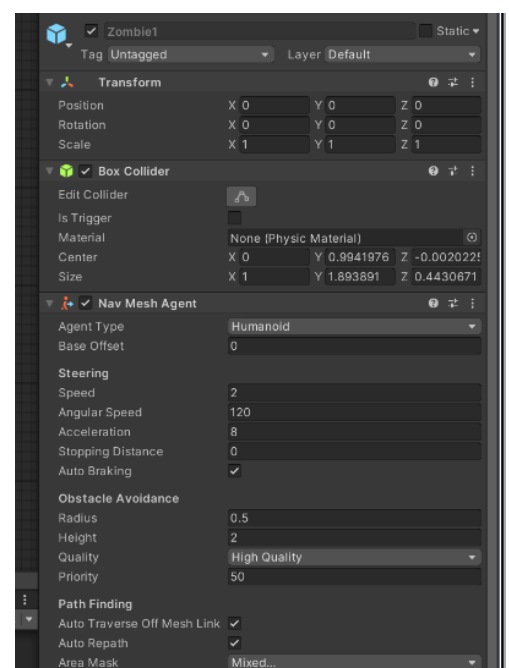 Zombie1 Static
Tag Untagged Layer Default
Transform
Position X 0 Y 0 Z 0
Rotation X 0 Y 0 Z 0
Scale X 1 Y 1 Z 1
Box Collider
Edit Collider
Is Trigger
Material None (Physic Material)
Center X 0 Y 0.9941976 Z -0.0020225
Size X 1 Y 1.893891 Z 0.4430671
Nav Mesh Agent
Agent Type Humanoid
Base Offset 0
Steering
Speed 2
Angular Speed 120
Acceleration 8
Stopping Distance 0
Auto Braking
Obstacle Avoidance
Radius 0.5
Height 2
Quality High Quality
Priority 50
Path Finding
Auto Traverse Off Mesh Link
Auto Repath
Area Mask Mixed...